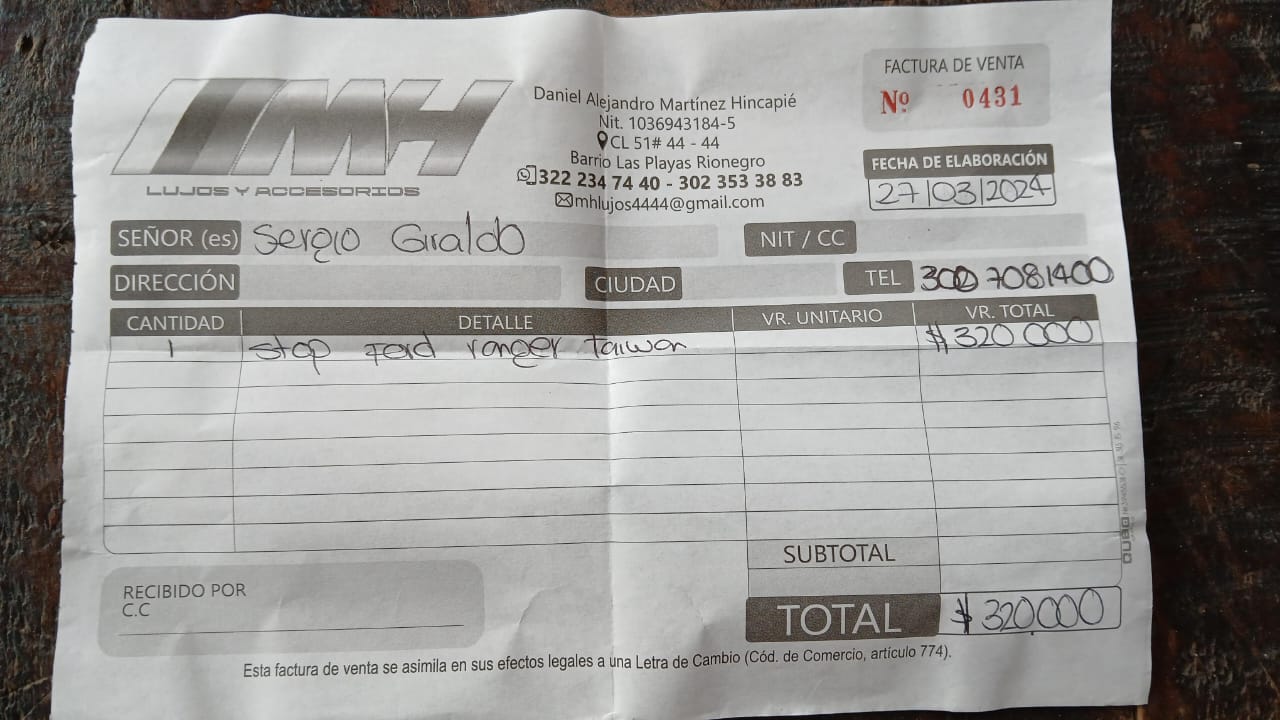 MH
LUJOS Y ACCESORIOS
Daniel Alejandro Martínez Hincapié
Nit. 1036943184-5
CL 51# 44 - 44
Barrio Las Playas Rionegro
322 234 74 40 - 302 353 38 83
mhlujos4444@gmail.com
FACTURA DE VENTA
Nº 0431
FECHA DE ELABORACIÓN
27/03/2024
SEÑOR (es) Sergio Giraldo
NIT / CC
DIRECCIÓN
CIUDAD
TEL 302 7081400
CANTIDAD DETALLE VR. UNITARIO VR. TOTAL
1 stop Ford ranger taiwan $320.000
SUBTOTAL
RECIBIDO POR
C.C
TOTAL $320.000
Esta factura de venta se asimila en sus efectos legales a una Letra de Cambio (Cód. de Comercio, artículo 774).